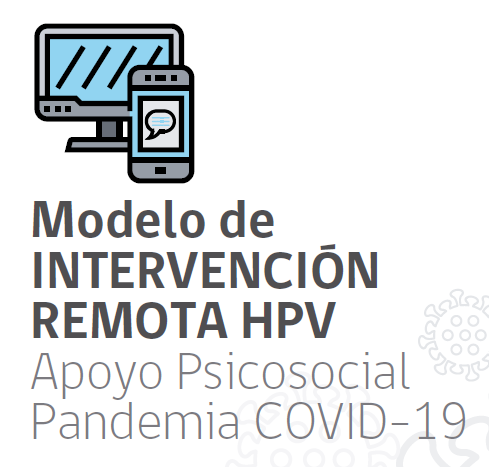 Modelo de
INTERVENCIÓN
REMOTA HPV
Apoyo Psicosocial
Pandemia COVID-19